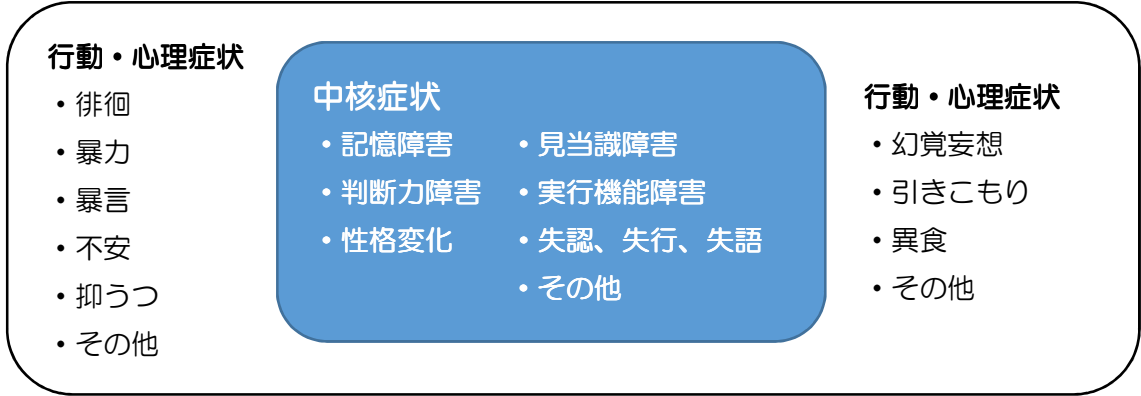 行動・心理症状
・徘徊
・暴力
・暴言
・不安
・抑うつ
・その他
中核症状
・記憶障害
・判断力障害
・性格変化
・見当識障害
・実行機能障害
・失認、失行、失語
・その他
行動・心理症状
・幻覚妄想
・引きこもり
・異食
・その他